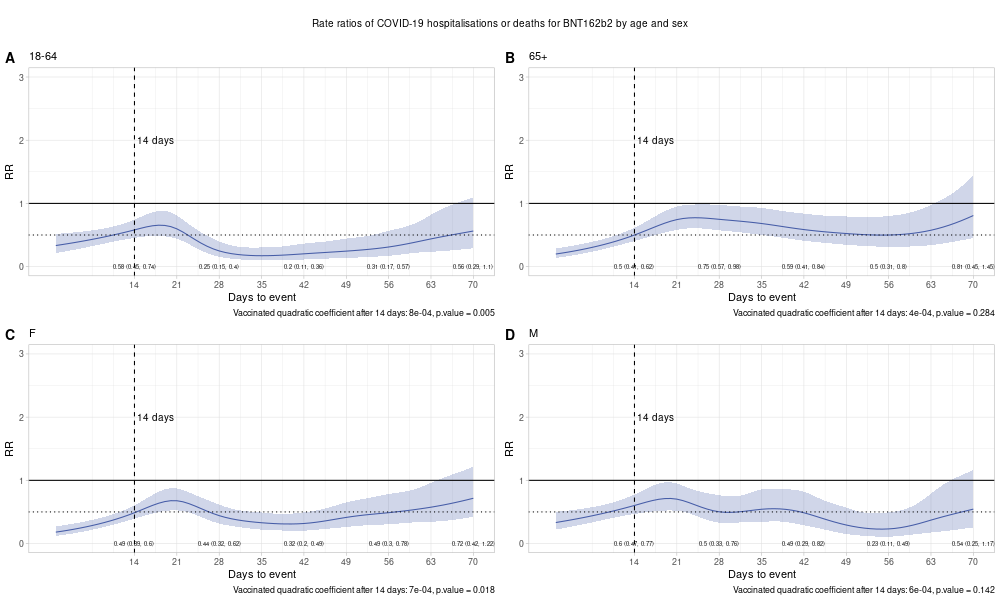 Rate ratios of COVID-19 hospitalisations or deaths for BNT162b2 by age and sex
A 18-64
3
2
1
0
RR
14 days
0.58 (0.45, 0.74) 0.25 (0.15, 0.4) 0.2 (0.11, 0.36) 0.31 (0.17, 0.57) 0.56 (0.29, 1.1)
14 21 28 35 42 49 56 63 70
Days to event
Vaccinated quadratic coefficient after 14 days: 8e-04, p.value = 0.005
B 65+
3
2
1
0
RR
14 days
0.5 (0.41, 0.62) 0.75 (0.57, 0.98) 0.59 (0.41, 0.84) 0.5 (0.31, 0.8) 0.81 (0.45, 1.45)
14 21 28 35 42 49 56 63 70
Days to event
Vaccinated quadratic coefficient after 14 days: 4e-04, p.value = 0.284
C F
3
2
1
0
RR
14 days
0.49 (0.39, 0.6) 0.44 (0.32, 0.62) 0.32 (0.2, 0.49) 0.49 (0.3, 0.78) 0.72 (0.42, 1.22)
14 21 28 35 42 49 56 63 70
Days to event
Vaccinated quadratic coefficient after 14 days: 7e-04, p.value = 0.018
D M
3
2
1
0
RR
14 days
0.6 (0.47, 0.77) 0.5 (0.33, 0.76) 0.49 (0.29, 0.82) 0.23 (0.11, 0.49) 0.54 (0.25, 1.17)
14 21 28 35 42 49 56 63 70
Days to event
Vaccinated quadratic coefficient after 14 days: 6e-04, p.value = 0.142